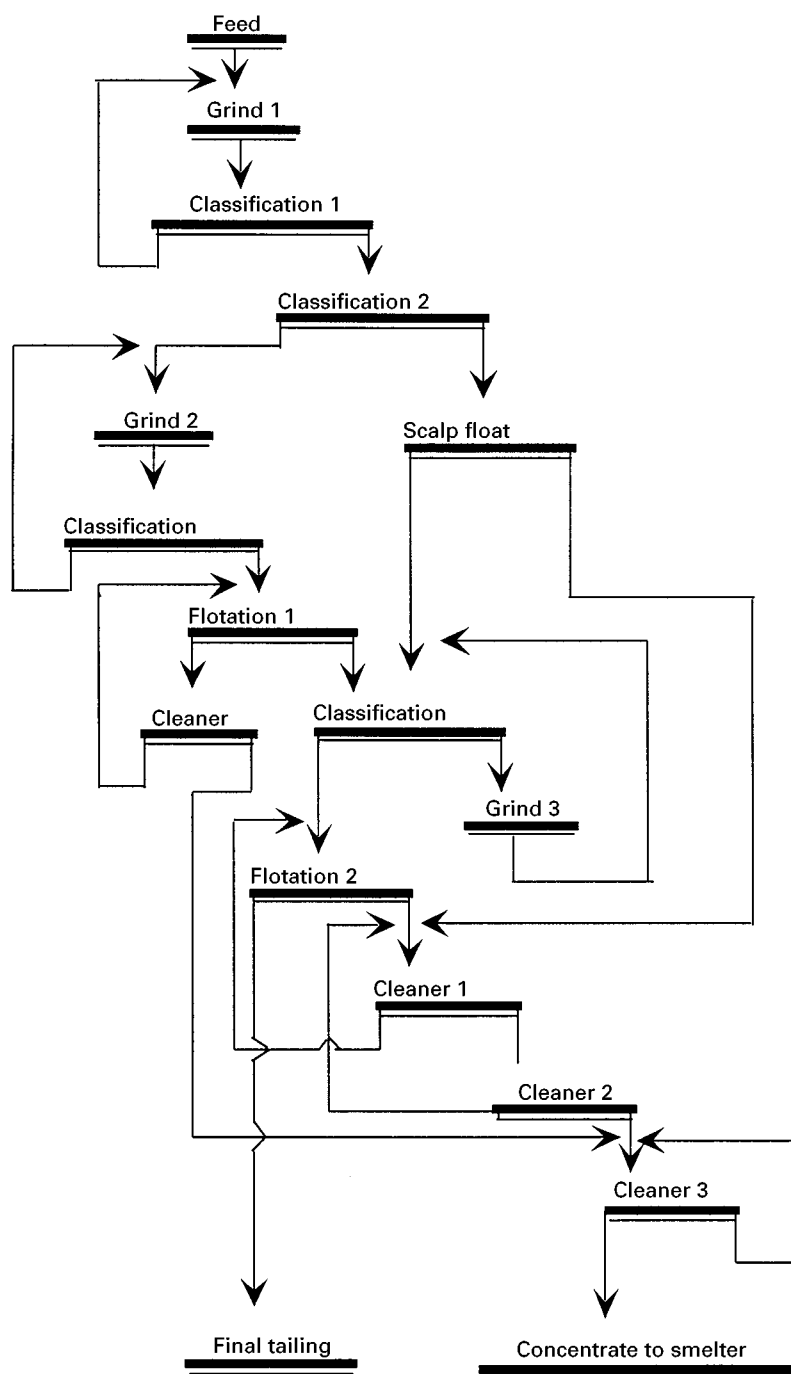 Feed
Grind 1
Classification 1
Classification 2
Grind 2
Scalp float
Classification
Flotation 1
Cleaner
Classification
Grind 3
Flotation 2
Cleaner 1
Cleaner 2
Cleaner 3
Final tailing
Concentrate to smelter